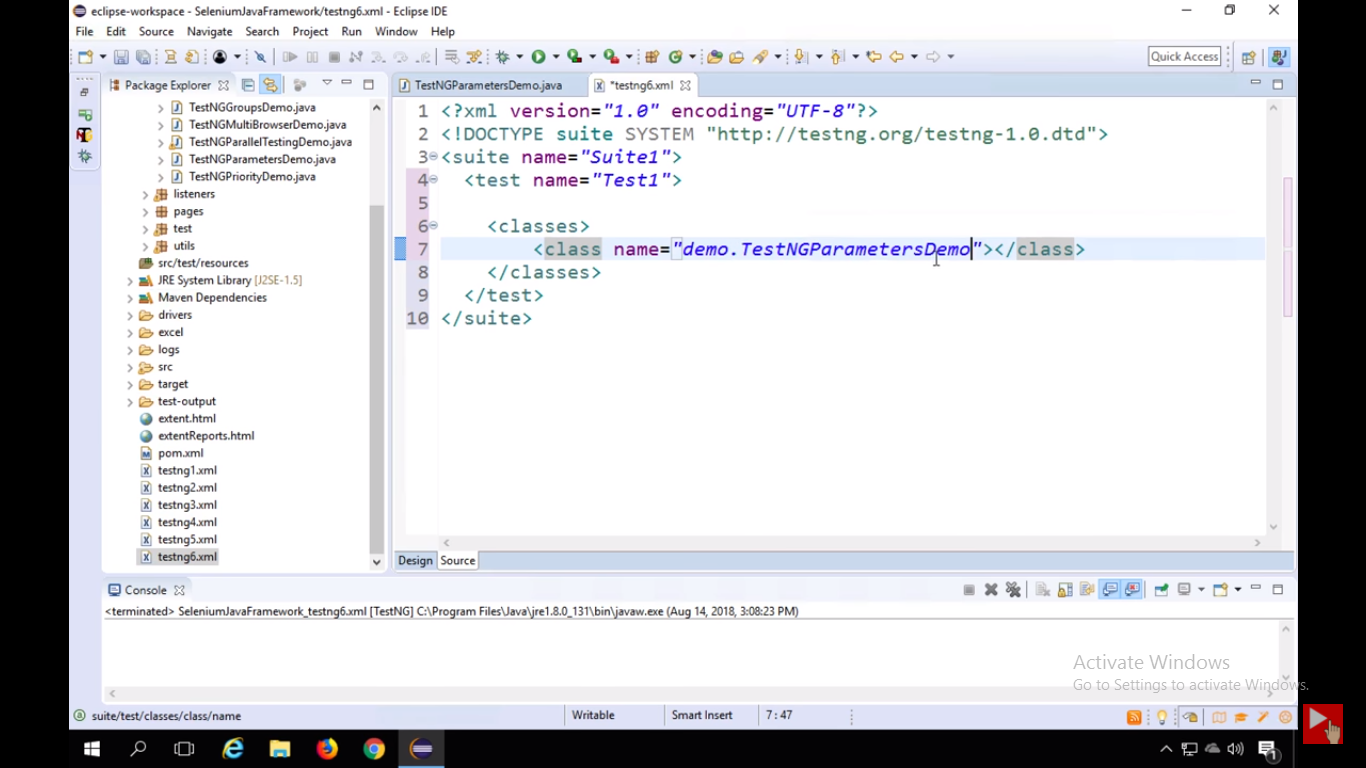 eclipse-workspace - SeleniumJavaFramework/testng6.xml - Eclipse IDE
File Edit Source Navigate Search Project Run Window Help
Quick Access
Package Explorer
TestNGParametersDemo.java
*testng6.xml
TestNGGroupsDemo.java
TestNGMultiBrowserDemo.java
TestNGParallelTestingDemo.java
TestNGParametersDemo.java
TestNGPriorityDemo.java
listeners
pages
test
utils
src/test/resources
JRE System Library [J2SE-1.5]
Maven Dependencies
drivers
excel
logs
src
target
test-output
extent.html
extentReports.html
pom.xml
testng1.xml
testng2.xml
testng3.xml
testng4.xml
testng5.xml
testng6.xml
1 <?xml version="1.0" encoding="UTF-8"?>
2 <!DOCTYPE suite SYSTEM "http://testng.org/testng-1.0.dtd">
3 <suite name="Suite1">
4 <test name="Test1">
5
6 <classes>
7 <class name="demo.TestNGParametersDemo"></class>
8 </classes>
9 </test>
10 </suite>
Design Source
Console
<terminated> SeleniumJavaFramework_testng6.xml [TestNG] C:\Program Files\Java\jre1.8.0_131\bin\javaw.exe (Aug 14, 2018, 3:08:23 PM)
Activate Windows
Go to Settings to activate Windows.
suite/test/classes/class/name
Writable
Smart Insert
7 : 47
1